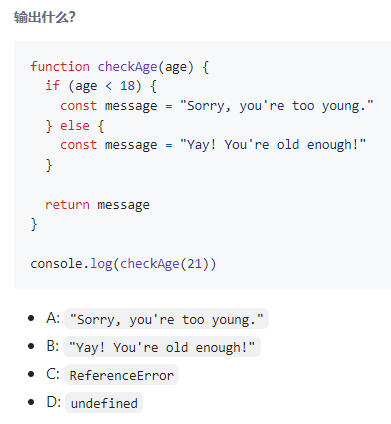 输出什么?
function checkAge(age) {
  if (age < 18) {
    const message = "Sorry, you're too young."
  } else {
    const message = "Yay! You're old enough!"
  }

  return message
}

console.log(checkAge(21))
• A: "Sorry, you're too young."
• B: "Yay! You're old enough!"
• C: ReferenceError
• D: undefined